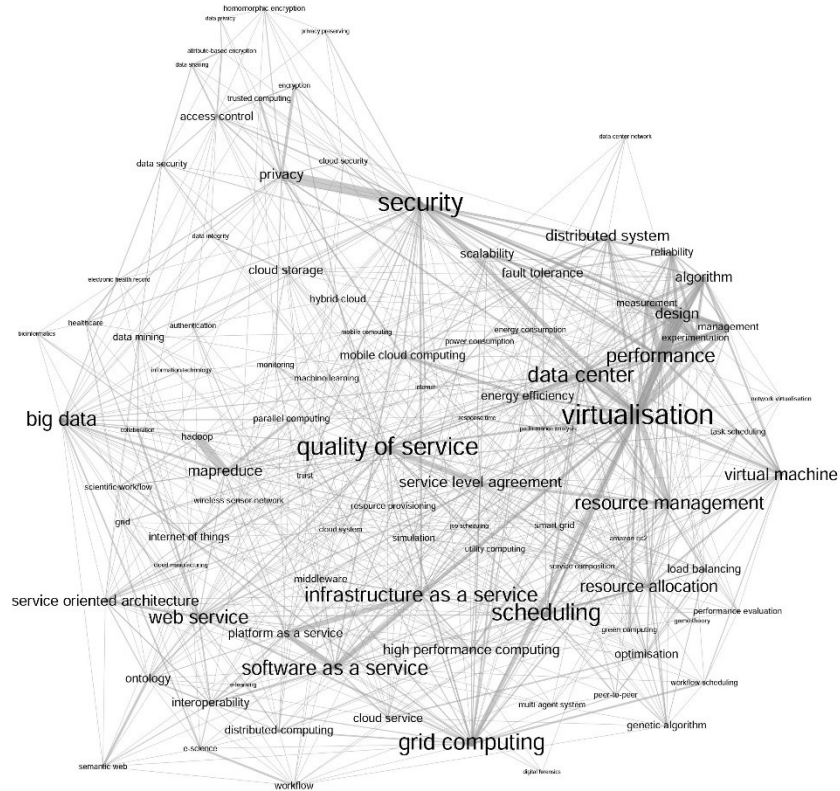 homomorphic encryption
data privacy
privacy preserving
attribute-based encryption
data sharing
encryption
trusted computing
access control
data center network
cloud security
data security
privacy
security
data integrity
distributed system
scalability
reliability
cloud storage
fault tolerance
algorithm
electronic health record
hybrid cloud
measurement
design
healthcare
authentication
management
bioinformatics
data mining
mobile computing
energy consumption
experimentation
power consumption
mobile cloud computing
performance
monitoring
information technology
machine learning
data center
internet
energy efficiency
network virtualisation
big data
parallel computing
response time
virtualisation
collaboration
performance analysis
task scheduling
hadoop
quality of service
mapreduce
trust
service level agreement
virtual machine
scientific workflow
wireless sensor network
resource provisioning
resource management
grid
cloud system
job scheduling
smart grid
internet of things
simulation
amazon ec2
utility computing
cloud manufacturing
service composition
load balancing
middleware
resource allocation
service oriented architecture
infrastructure as a service
web service
scheduling
performance evaluation
game theory
platform as a service
green computing
high performance computing
optimisation
software as a service
ontology
e-learning
workflow scheduling
interoperability
peer-to-peer
multi agent system
cloud service
genetic algorithm
distributed computing
grid computing
e-science
semantic web
digital forensics
workflow